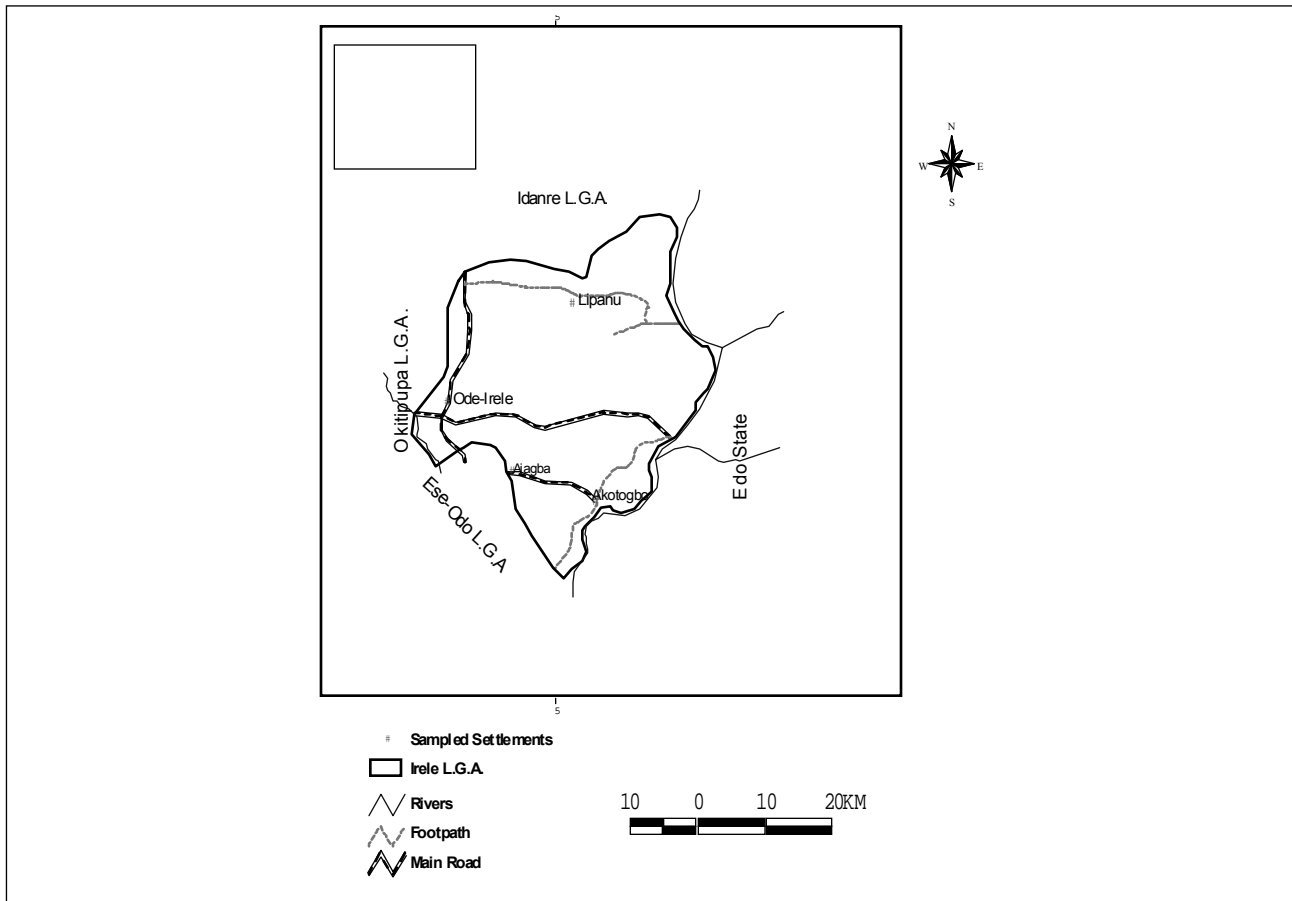 5
N
W E
S
Idanre L.G.A.
Lipanu
Okitipupa L.G.A.
Ode-Irele
Ajagba
Akotogbo
Edo State
Ese-Odo L.G.A
5
# Sampled Settlements
Irele L.G.A.
Rivers
Footpath
Main Road
10 0 10 20KM